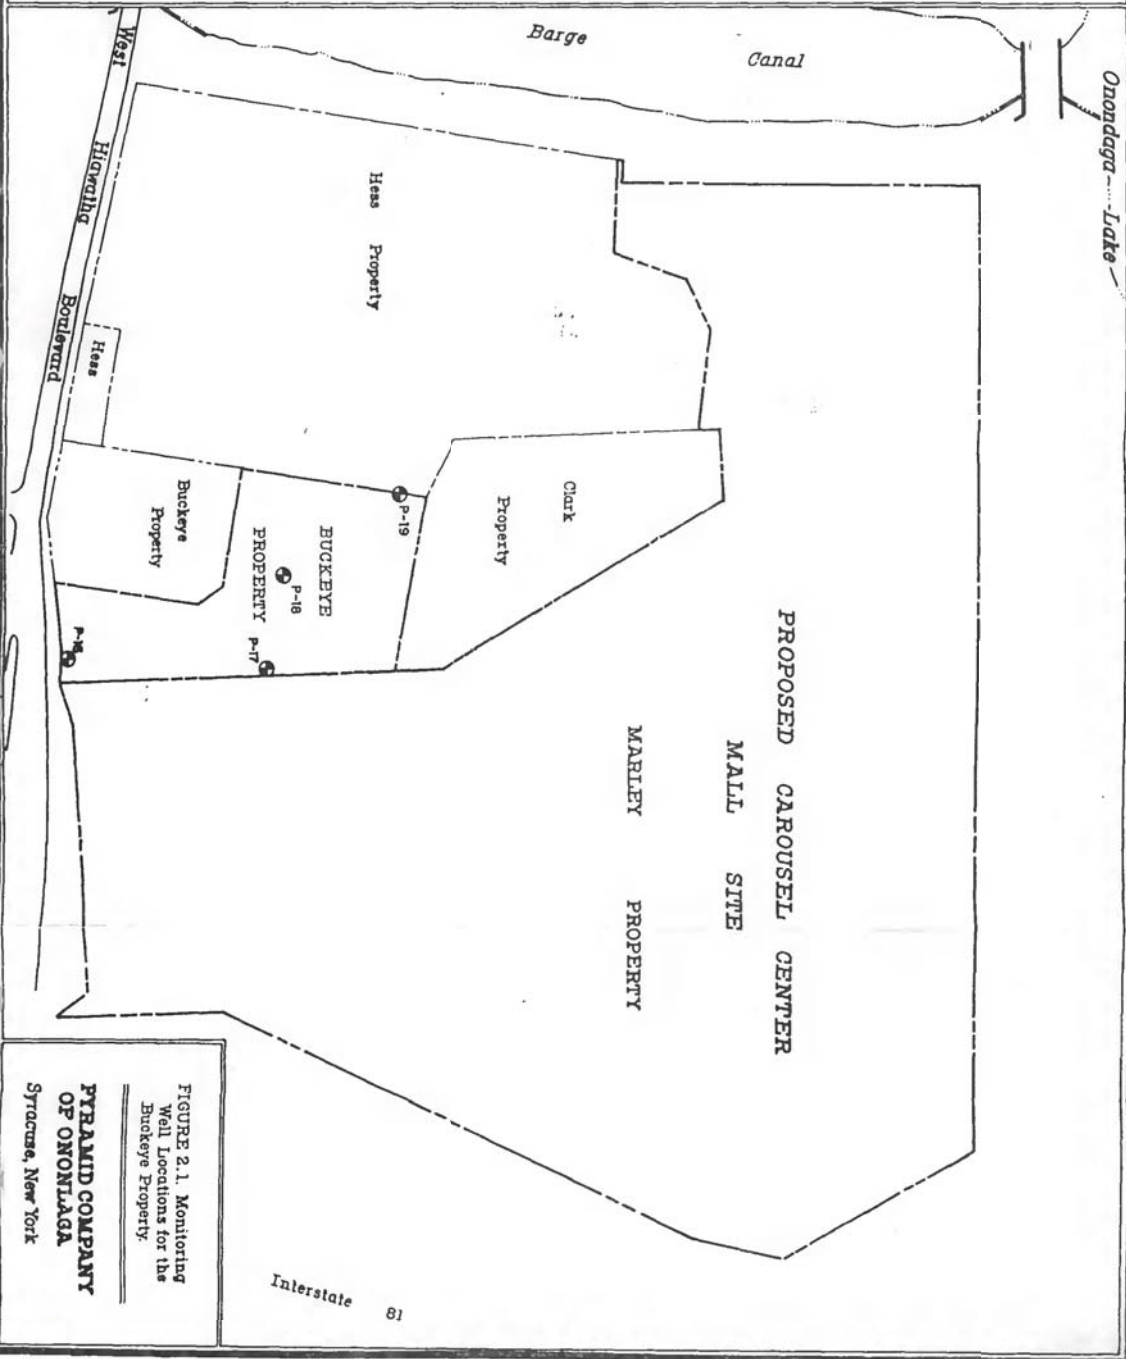 Onondaga Lake
Barge
Canal
West Hiawatha Boulevard
Hess Property
Hess
PROPOSED CAROUSEL CENTER
MALL SITE
MARLEY PROPERTY
Clark
Property
BUCKEYE
PROPERTY
Buckeye
Property
P-19
P-18
P-17
Interstate 81
FIGURE 2.1. Monitoring
Well Locations for the
Buckeye Property.
PYRAMID COMPANY
OF ONONLAGA
Syracuse, New York